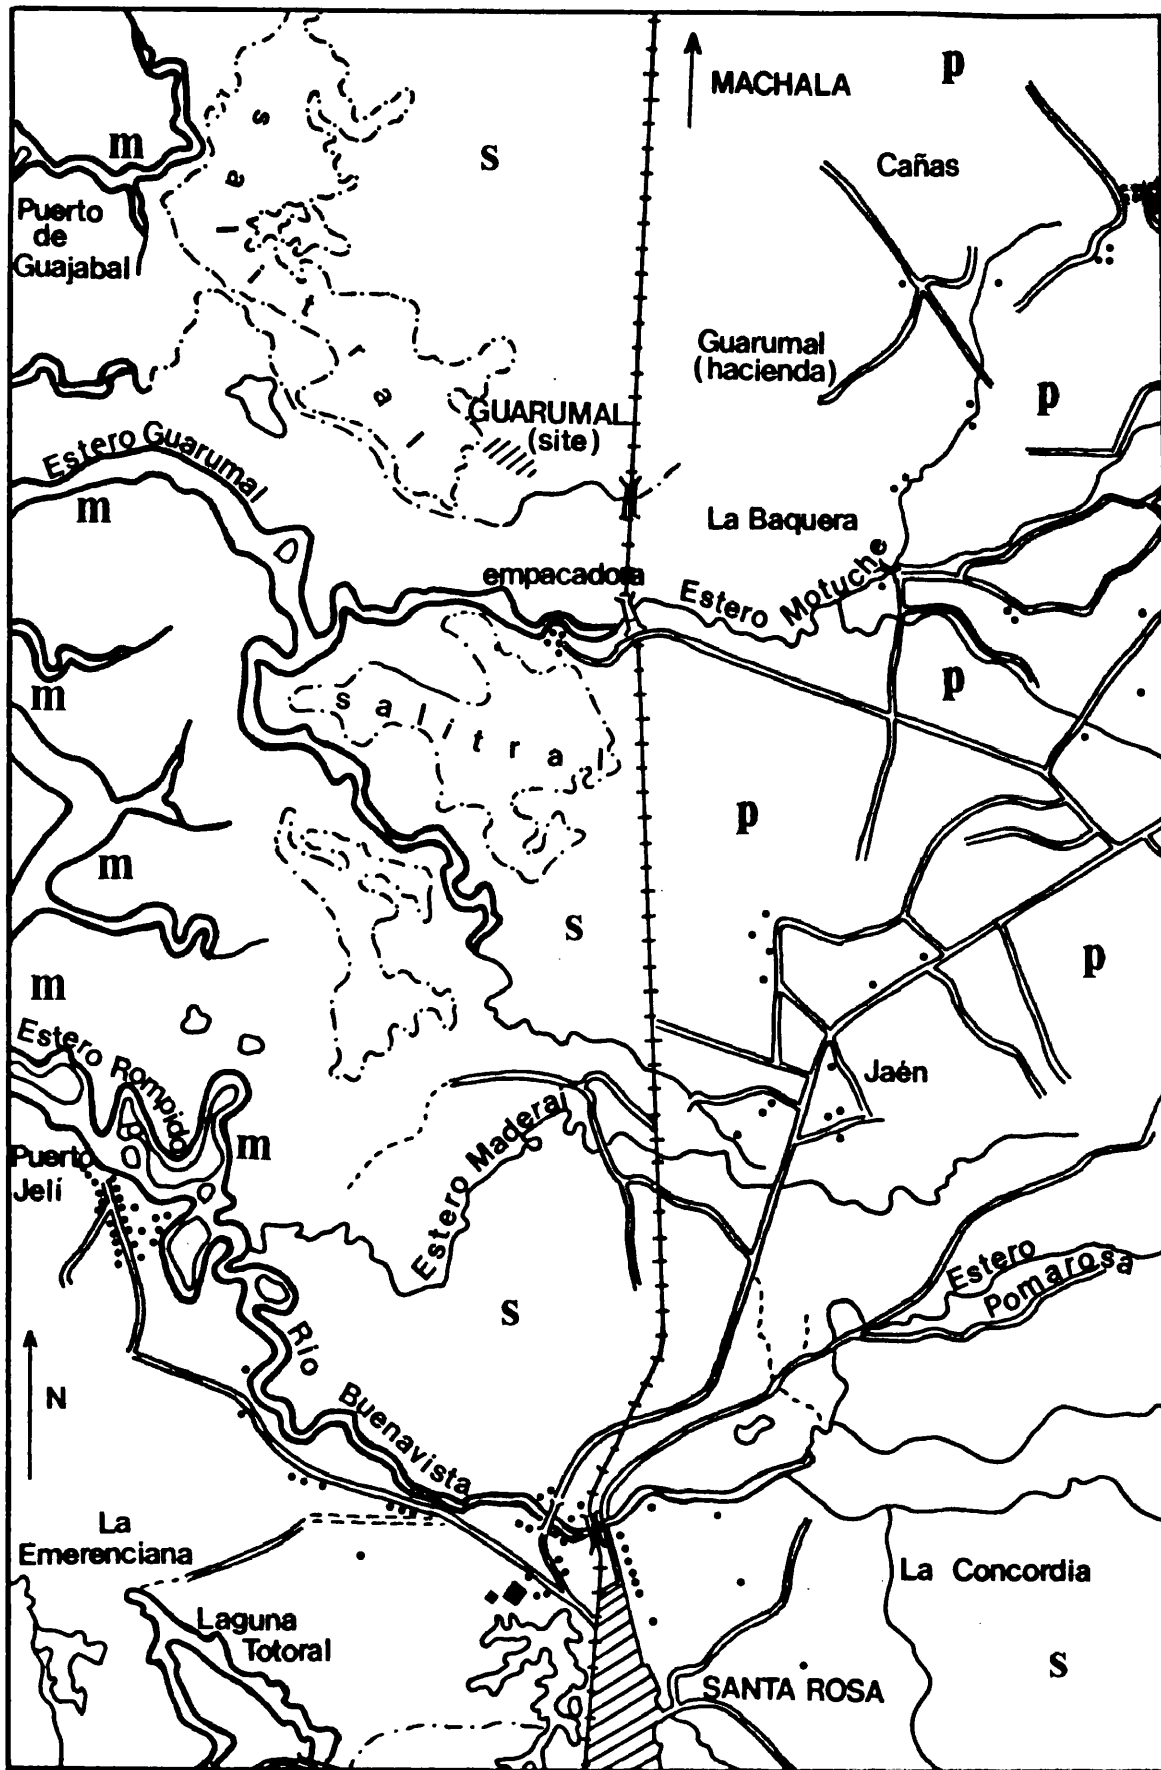 MACHALA
p
m
s
Cañas
Puerto
de
Guajabal
salitrales
Guarumal
(hacienda)
p
GUARUMAL
(site)
Estero Guarumal
m
La Baquera
empacadora
Estero Motuche
m
salitral
p
p
m
s
p
m
Estero Rompido
Jaén
m
Puerto
Jelí
Estero Maderal
Estero
Pomarosa
s
Río
Buenavista
N
La
Emerenciana
La Concordia
Laguna
Totoral
s
SANTA ROSA